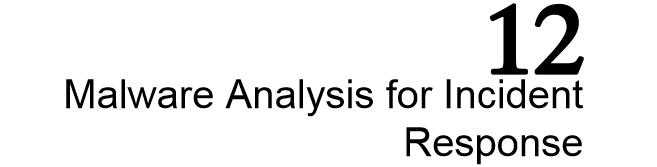 12
Malware Analysis for Incident
Response